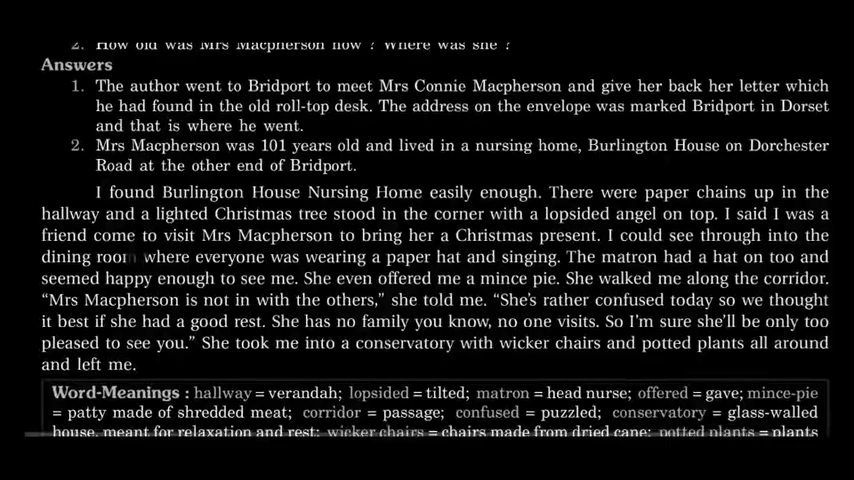 2. How old was Mrs Macpherson now ? Where was she ?
Answers
1. The author went to Bridport to meet Mrs Connie Macpherson and give her back her letter which
he had found in the old roll-top desk. The address on the envelope was marked Bridport in Dorset
and that is where he went.
2. Mrs Macpherson was 101 years old and lived in a nursing home, Burlington House on Dorchester
Road at the other end of Bridport.
I found Burlington House Nursing Home easily enough. There were paper chains up in the
hallway and a lighted Christmas tree stood in the corner with a lopsided angel on top. I said I was a
friend come to visit Mrs Macpherson to bring her a Christmas present. I could see through into the
dining room where everyone was wearing a paper hat and singing. The matron had a hat on too and
seemed happy enough to see me. She even offered me a mince pie. She walked me along the corridor.
“Mrs Macpherson is not in with the others,” she told me. “She’s rather confused today so we thought
it best if she had a good rest. She has no family you know, no one visits. So I’m sure she’ll be only too
pleased to see you.” She took me into a conservatory with wicker chairs and potted plants all around
and left me.
Word-Meanings : hallway = verandah; lopsided = tilted; matron = head nurse; offered = gave; mince-pie
= patty made of shredded meat; corridor = passage; confused = puzzled; conservatory = glass-walled
house, meant for relaxation and rest; wicker chairs = chairs made from dried cane; potted plants = plants